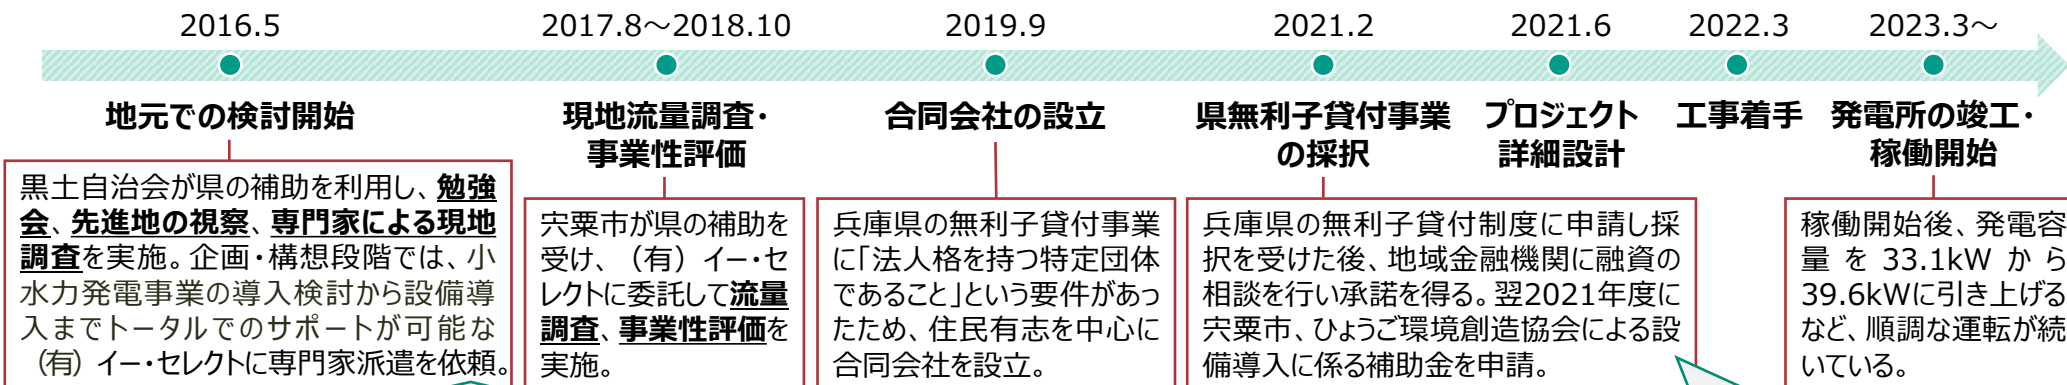 2016.5
2017.8～2018.10
2019.9
2021.2
2021.6
2022.3
2023.3～
地元での検討開始
現地流量調査・
事業性評価
合同会社の設立
県無利子貸付事業
の採択
プロジェクト
詳細設計
工事着手
発電所の竣工・
稼働開始
黒土自治会が県の補助を利用し、勉強
会、先進地の視察、専門家による現地
調査を実施。企画・構想段階では、小
水力発電事業の導入検討から設備導
入までトータルでのサポートが可能な
（有）イー・セレクトに専門家派遣を依頼。
宍粟市が県の補助を
受け、（有）イー・セ
レクトに委託して流量
調査、事業性評価を
実施。
兵庫県の無利子貸付事業
に「法人格を持つ特定団体
であること」という要件があっ
たため、住民有志を中心に
合同会社を設立。
兵庫県の無利子貸付制度に申請し採
択を受けた後、地域金融機関に融資の
相談を行い承諾を得る。翌2021年度に
宍粟市、ひょうご環境創造協会による設
備導入に係る補助金を申請。
稼働開始後、発電容
量を33.1kWから
39.6kWに引き上げる
など、順調な運転が続
いている。